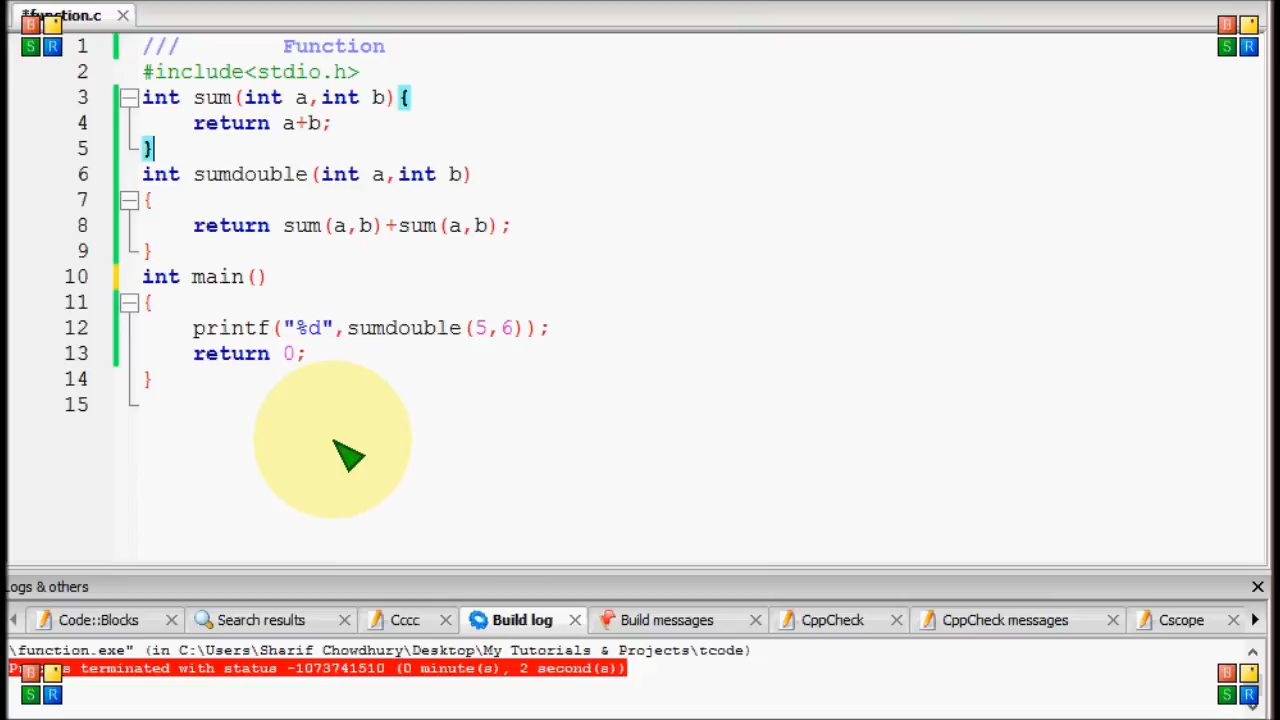 *function.c
1 /// Function
2 #include<stdio.h>
3 int sum(int a,int b){
4 return a+b;
5 }
6 int sumdouble(int a,int b)
7 {
8 return sum(a,b)+sum(a,b);
9 }
10 int main()
11 {
12 printf("%d",sumdouble(5,6));
13 return 0;
14 }
15
B
S R
B
S R
ogs & others
Code::Blocks Search results Cccc Build log Build messages CppCheck CppCheck messages Cscope
\function.exe" (in C:\Users\Sharif Chowdhury\Desktop\My Tutorials & Projects\tcode)
terminated with status -1073741510 (0 minute(s), 2 second(s))
B
S R
B
S R